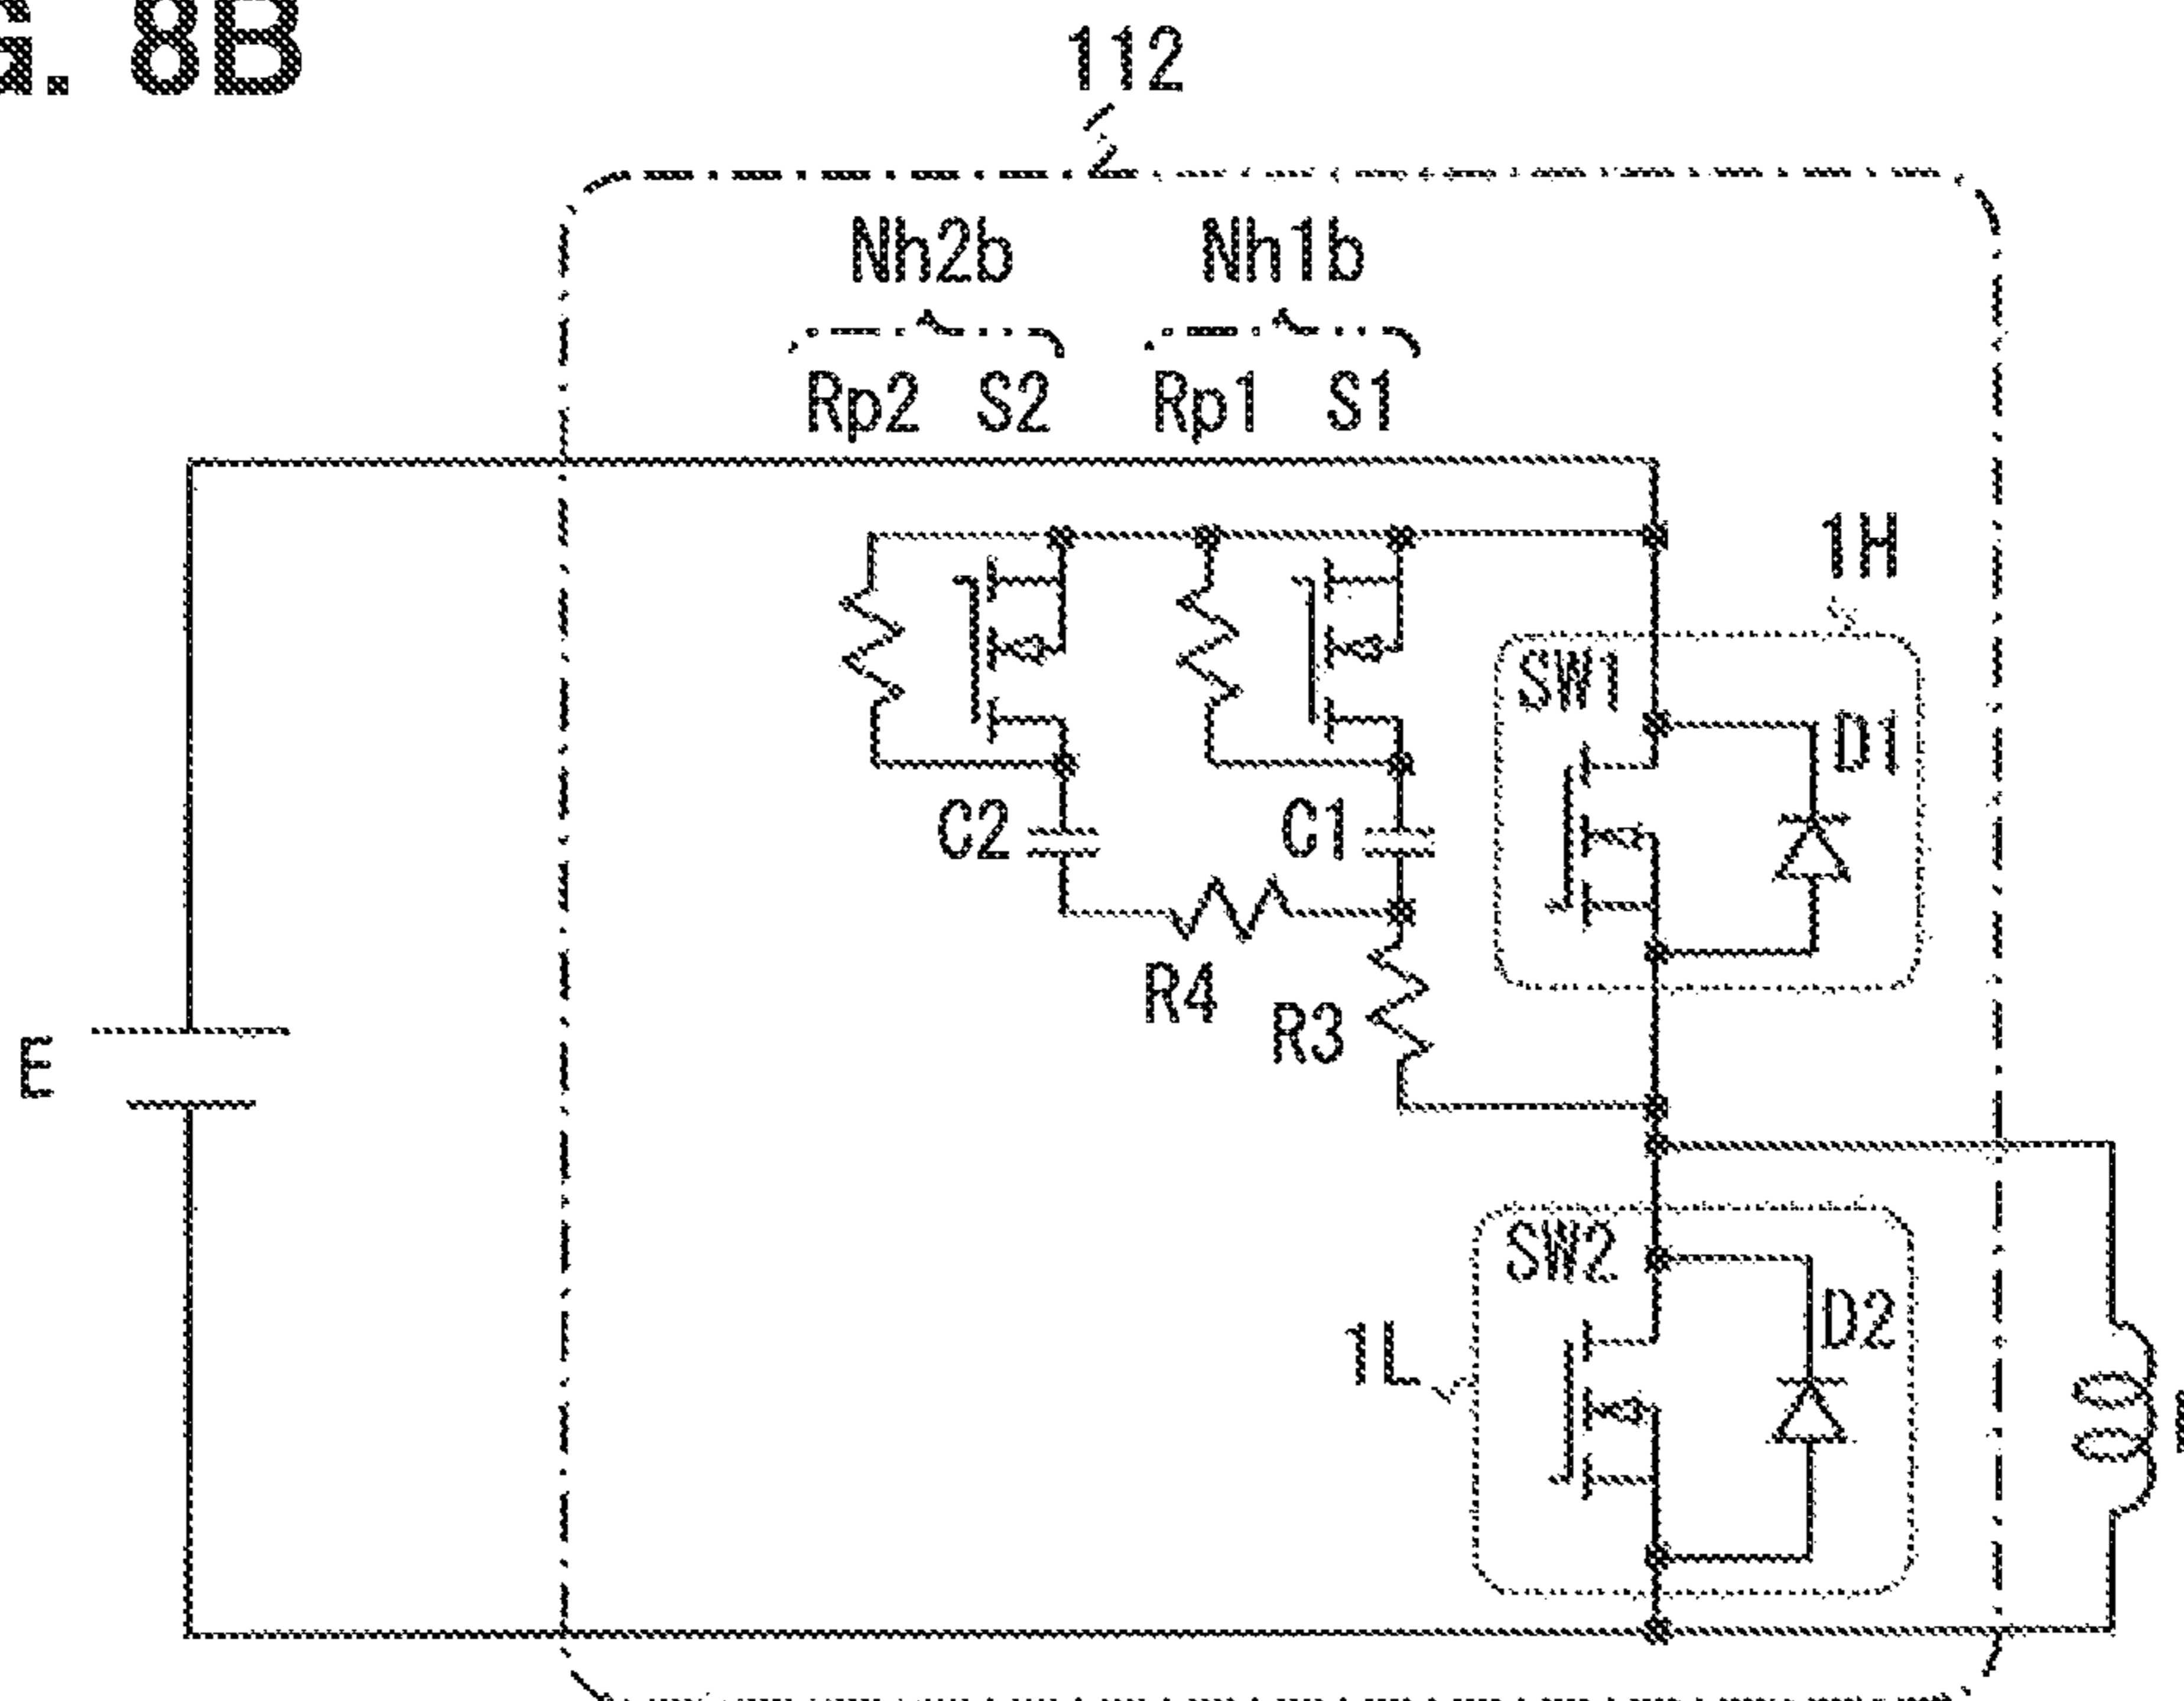 G. 8B
112
Nh2b Nh1b
Rp2 S2 Rp1 S1
1H
SW1
D1
C2 C1
R4
R3
E
SW2
D2
1L